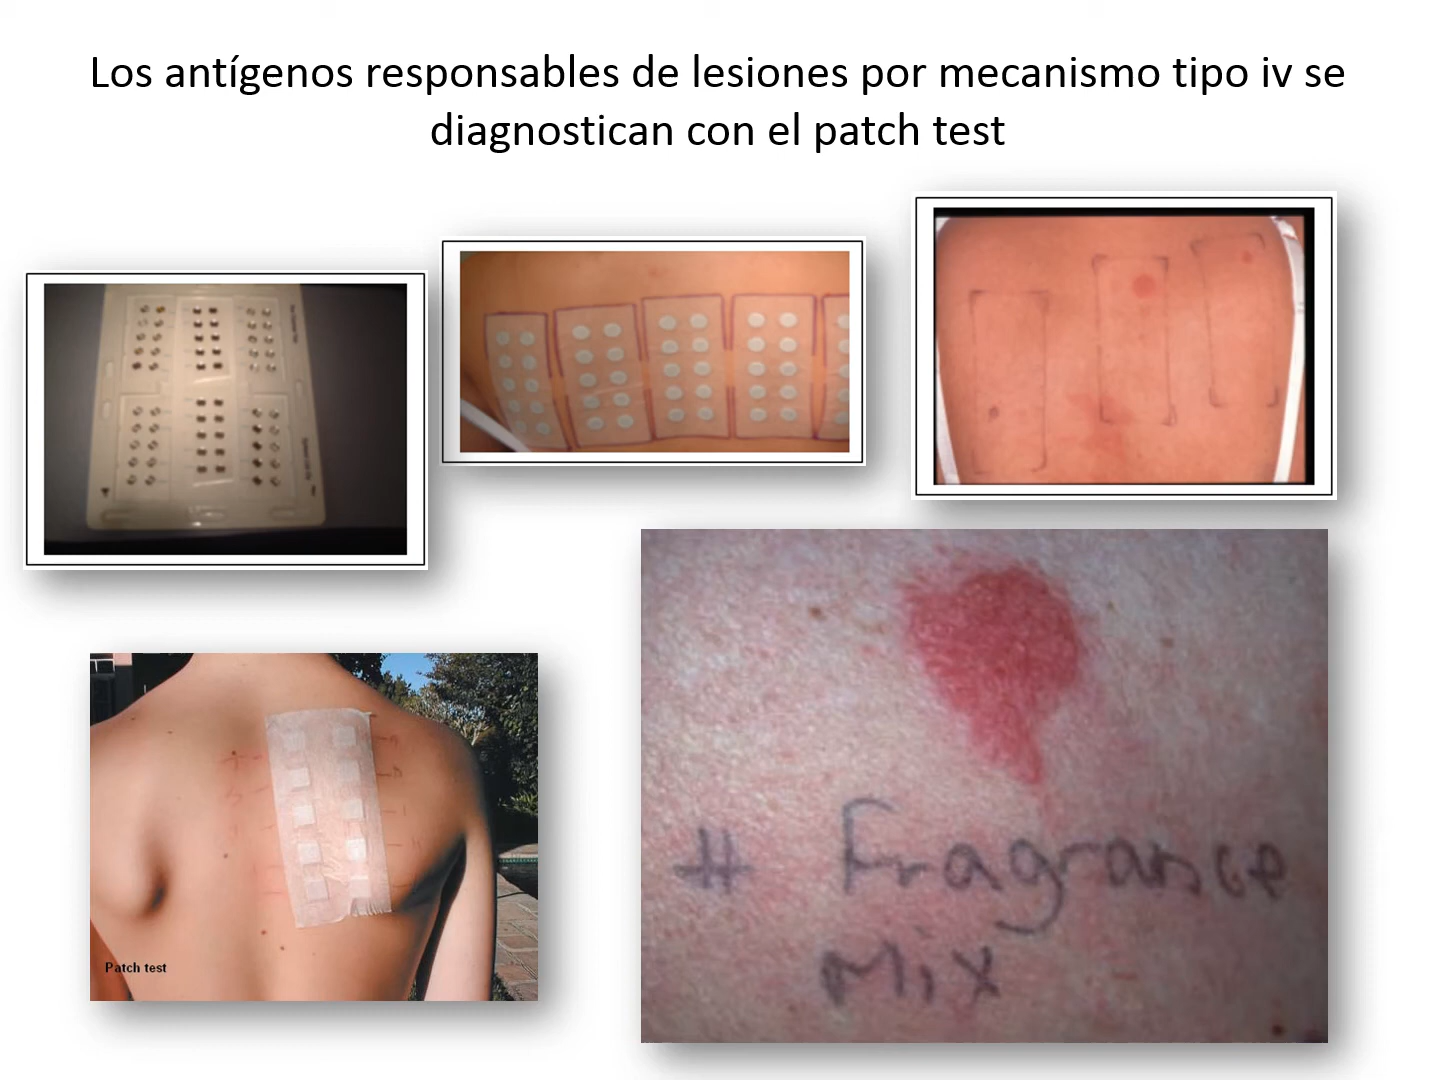 Los antígenos responsables de lesiones por mecanismo tipo iv se
diagnostican con el patch test
Patch test
# Fragrance
Mix